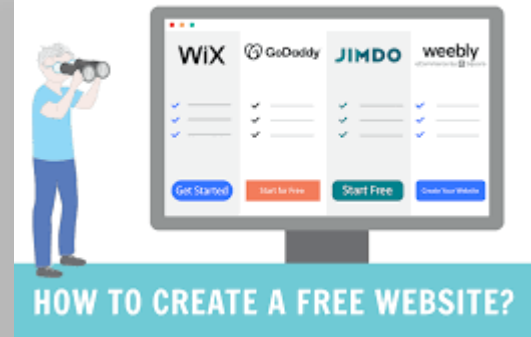 WiX
GoDaddy
JIMDO
weebly
Get Started
Start for Free
Start Free
Create Your Website
HOW TO CREATE A FREE WEBSITE?